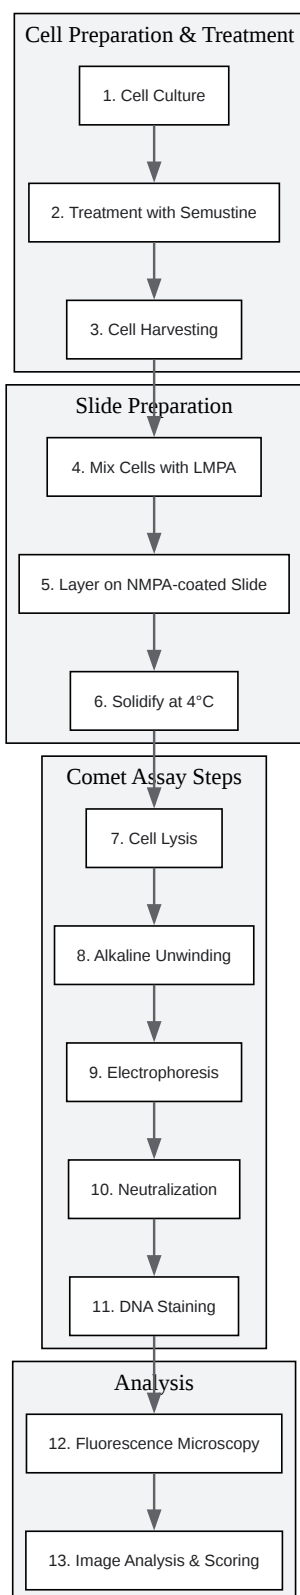 Cell Preparation & Treatment
1. Cell Culture
2. Treatment with Semustine
3. Cell Harvesting
Slide Preparation
4. Mix Cells with LMPA
5. Layer on NMPA-coated Slide
6. Solidify at 4°C
Comet Assay Steps
7. Cell Lysis
8. Alkaline Unwinding
9. Electrophoresis
10. Neutralization
11. DNA Staining
Analysis
12. Fluorescence Microscopy
13. Image Analysis & Scoring